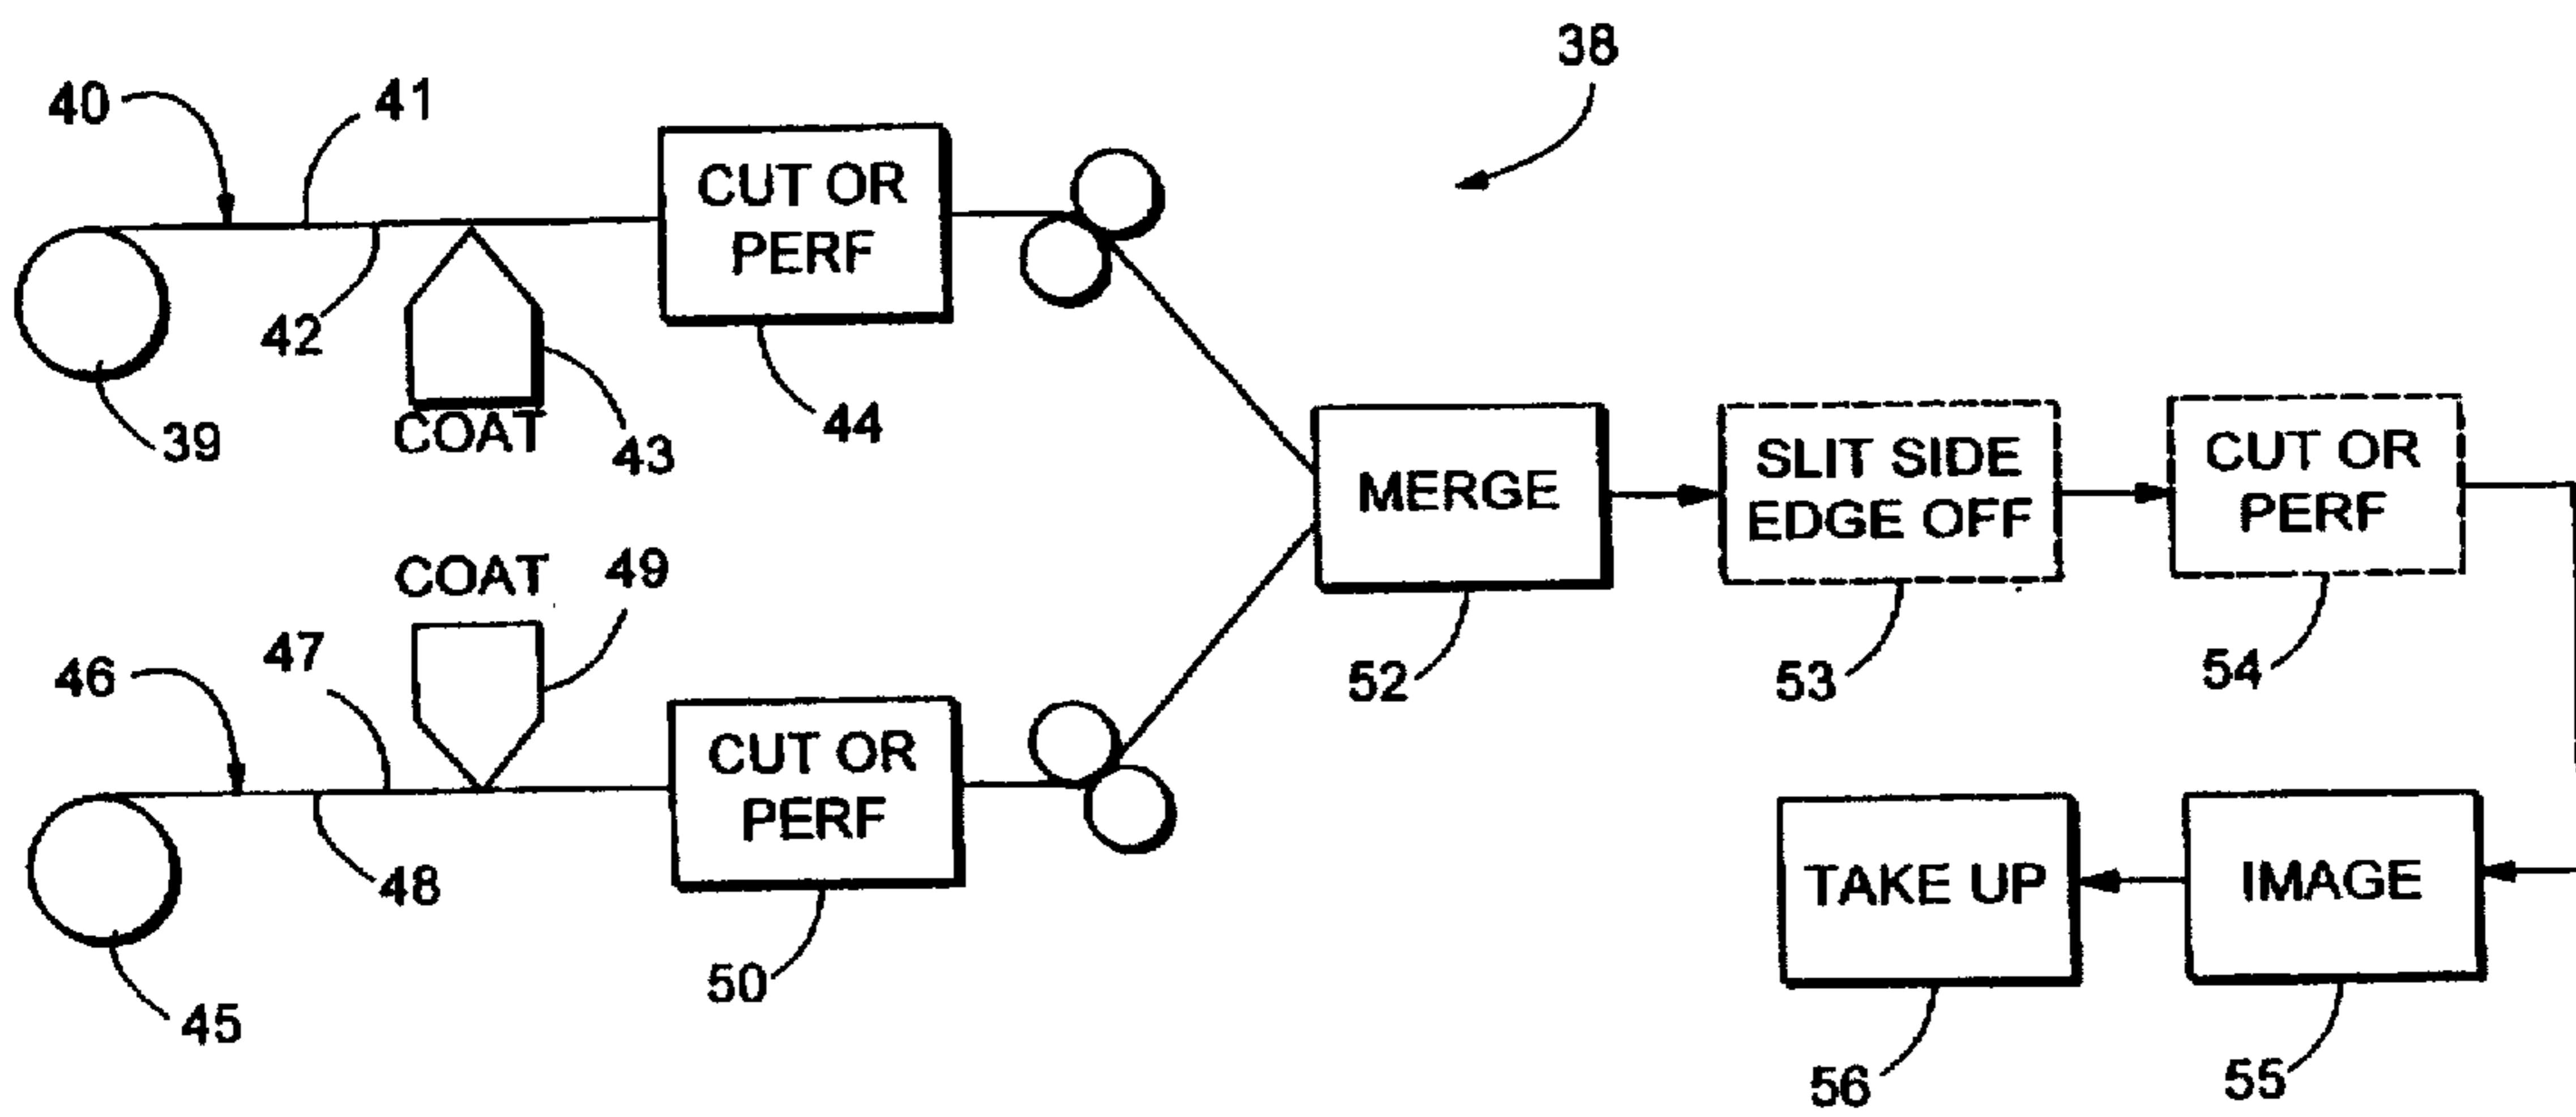 38
40
41
CUT OR
PERF
42
39
COAT
43
44
MERGE
SLIT SIDE
EDGE OFF
CUT OR
PERF
COAT
49
46
47
52
53
54
CUT OR
PERF
48
45
50
TAKE UP
IMAGE
56
55